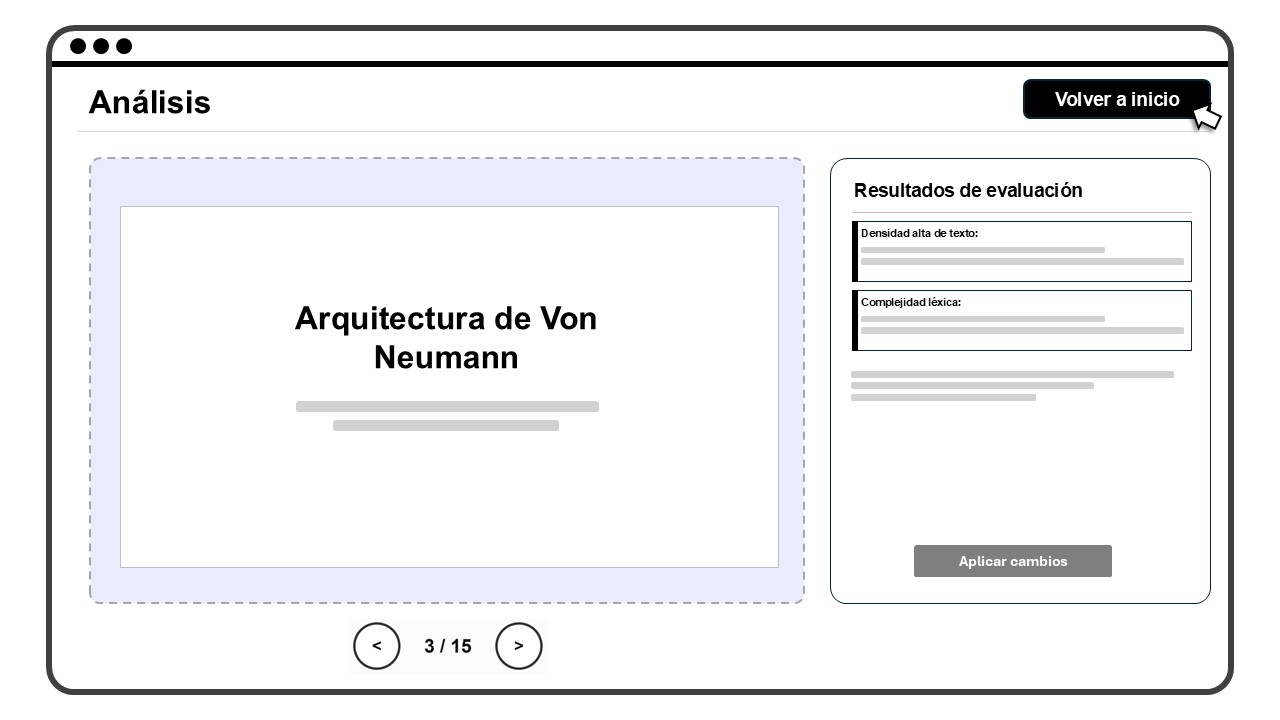 Análisis
Volver a inicio
Arquitectura de Von
Neumann
Resultados de evaluación
Densidad alta de texto:
Complejidad léxica:
Aplicar cambios
< 3 / 15 >